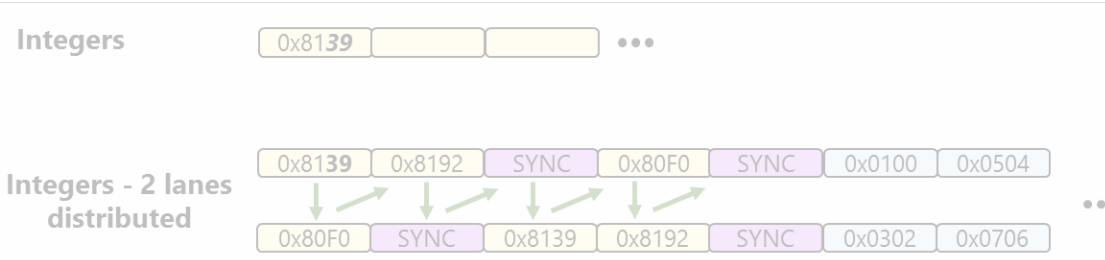 Integers 0x8139 •••
0x8139 0x8192 SYNC 0x80F0 SYNC 0x0100 0x0504
Integers - 2 lanes
distributed
0x80F0 SYNC 0x8139 0x8192 SYNC 0x0302 0x0706